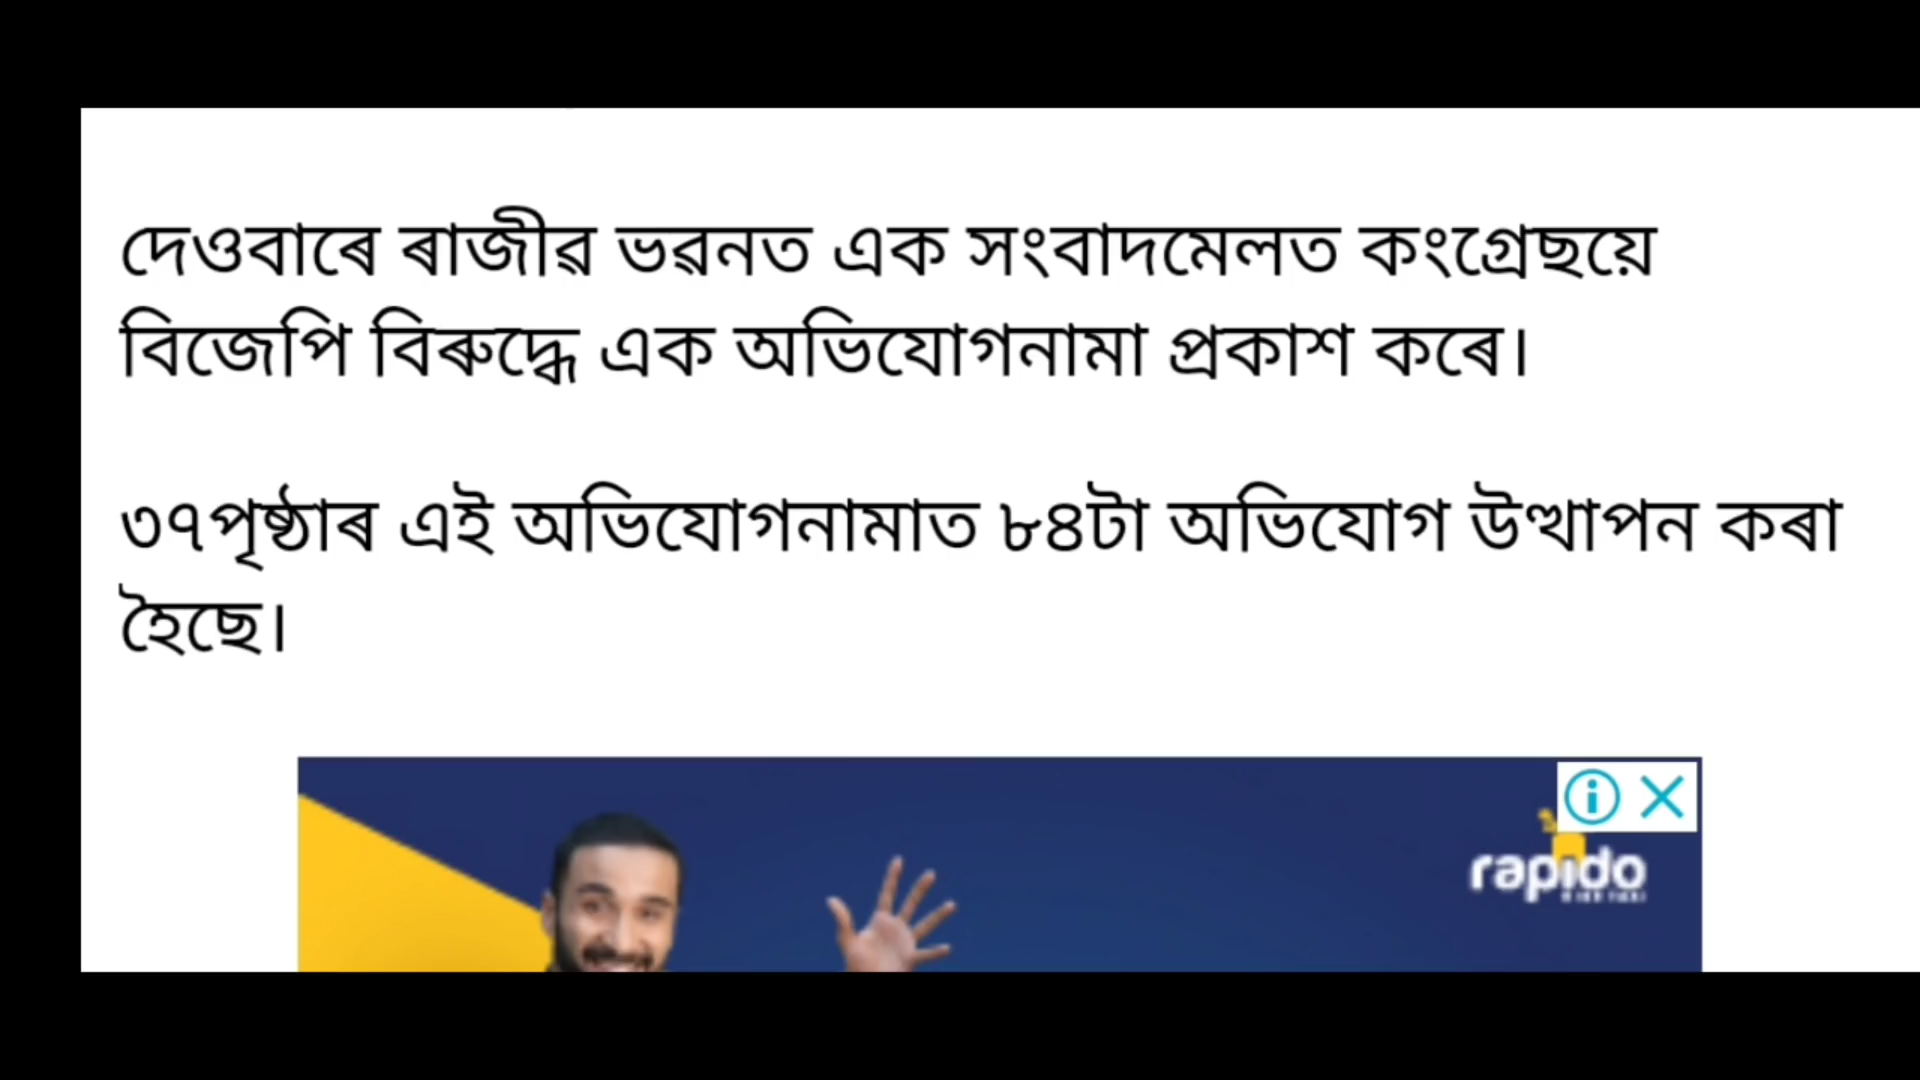 দেওবাৰে ৰাজীৱ ভৱনত এক সংবাদমেলত কংগ্ৰেছয়ে
বিজেপি বিৰুদ্ধে এক অভিযোগনামা প্ৰকাশ কৰে।
৩৭পৃষ্ঠাৰ এই অভিযোগনামাত ৮৪টা অভিযোগ উত্থাপন কৰা
হৈছে।
rapido